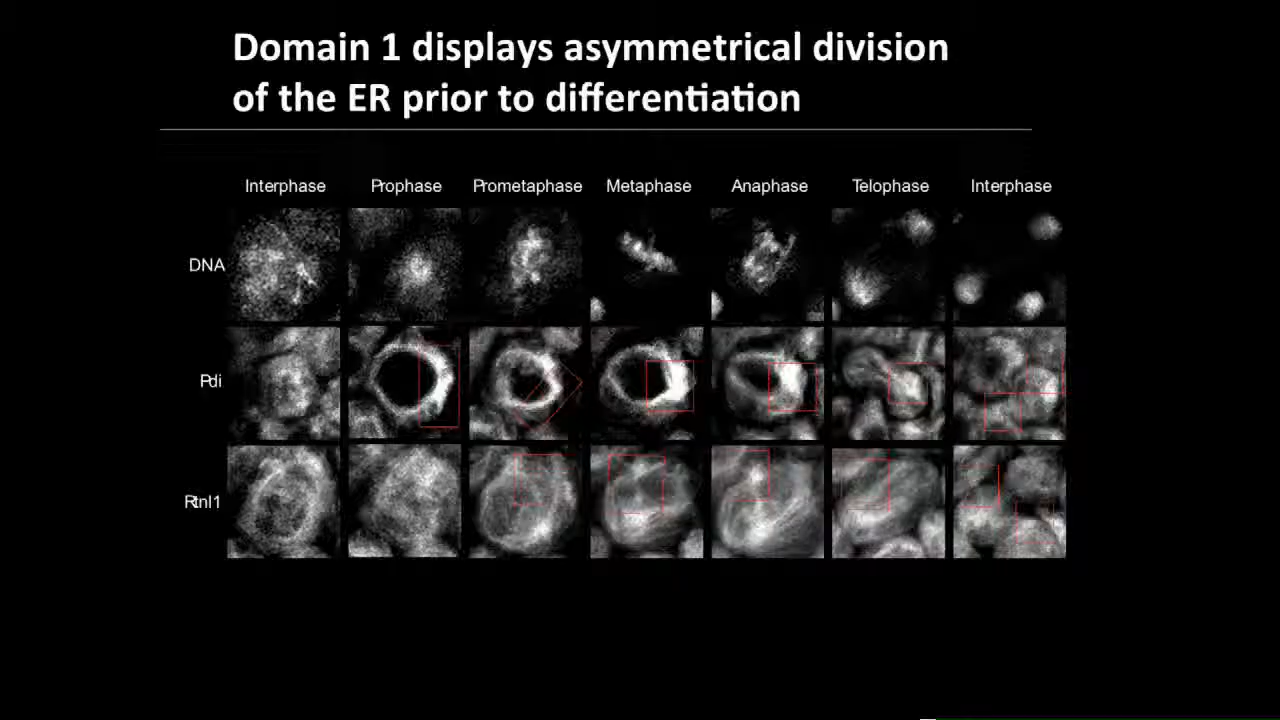 Domain 1 displays asymmetrical division
of the ER prior to differentiation
Interphase Prophase Prometaphase Metaphase Anaphase Telophase Interphase
DNA
Pdi
Rtnl1